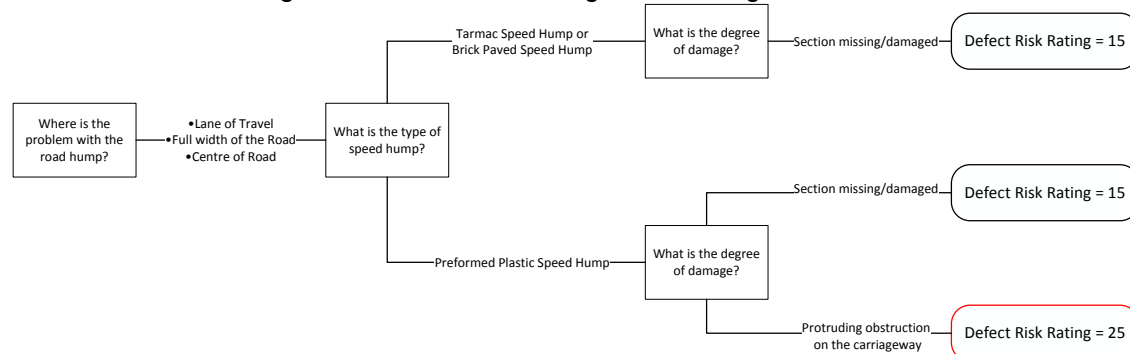 Tarmac Speed Hump or
Brick Paved Speed Hump
What is the degree
of damage?
Section missing/damaged
Defect Risk Rating = 15
Where is the
problem with the
road hump?
•Lane of Travel
•Full width of the Road
•Centre of Road
What is the type of
speed hump?
Section missing/damaged
Defect Risk Rating = 15
Preformed Plastic Speed Hump
What is the degree
of damage?
Protruding obstruction
on the carriageway
Defect Risk Rating = 25